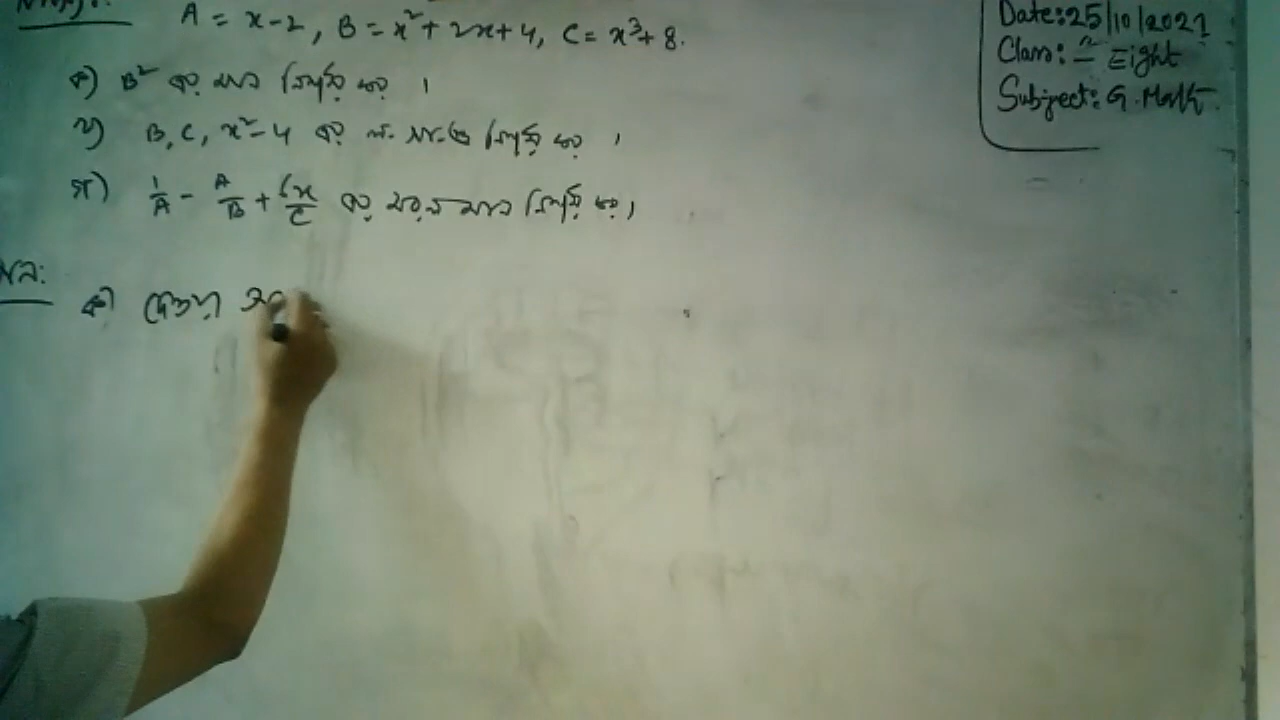 A = x-2, B = x²+2x+4, C = x³+8.
ক) B² এর মান নির্ণয় কর ।
খ) B, C, x²-4 এর ল.সা.গু নির্ণয় কর ।
গ) 1/A - A/B + 6x/C এর সরল মান নির্ণয় কর।
ক) দেওয়া
Date: 25/10/2021
Class: Eight
Subject: G. Math